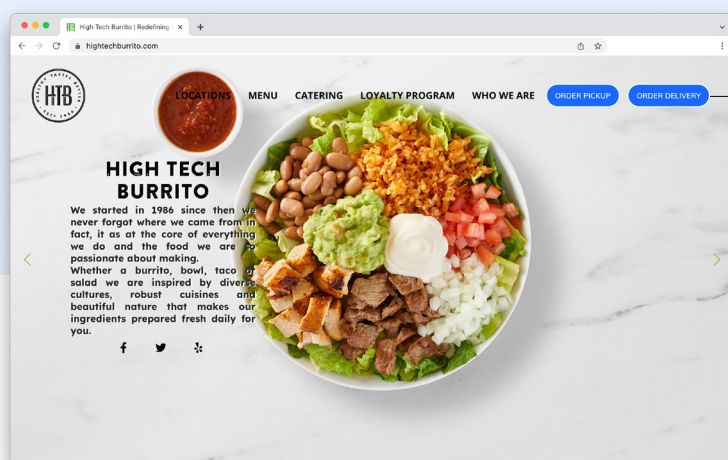 High Tech Burrito | Redefining
hightechburrito.com
HTB
LOCATIONS MENU CATERING LOYALTY PROGRAM WHO WE ARE ORDER PICKUP ORDER DELIVERY
HIGH TECH
BURRITO
We started in 1986 since then we
never forgot where we came from in
fact, it as at the core of everything
we do and the food we are so
passionate about making.
Whether a burrito, bowl, taco or
salad we are inspired by diverse
cultures, robust cuisines and
beautiful nature that makes our
ingredients prepared fresh daily for
you.